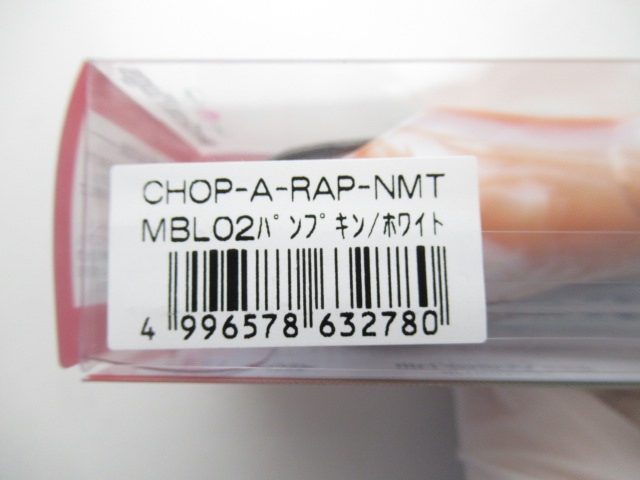 CHOP-A-RAP-NMT
MBL02ﾊﾟﾝﾌﾟｷﾝ/ﾎﾜｲﾄ
4 996578 632780